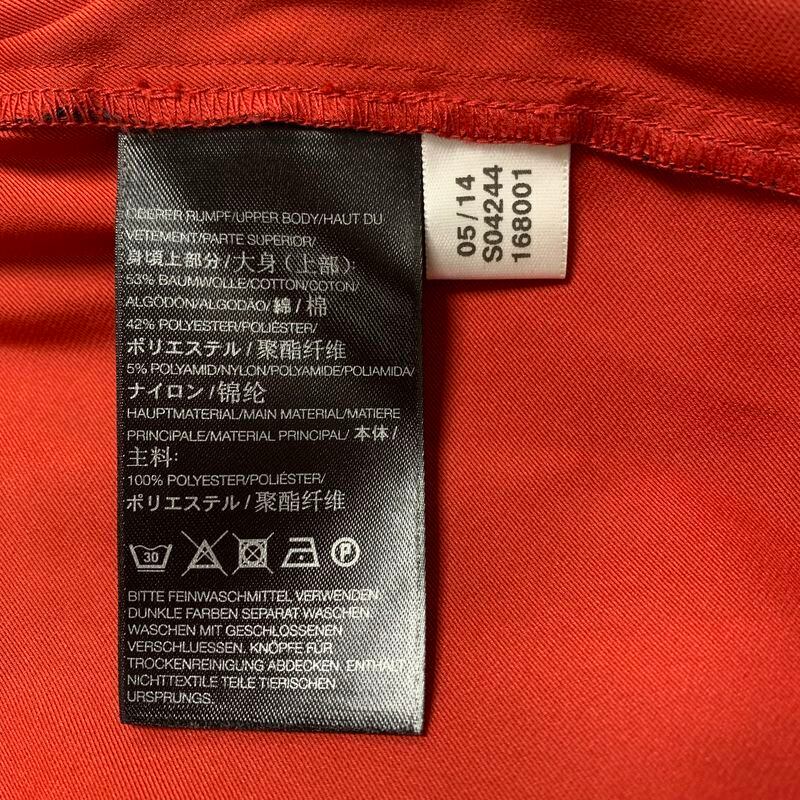 OBERER RUMPF/UPPER BODY/HAUT DU
VETEMENT/PARTE SUPERIOR/
身頃上部分/大身(上部):
53% BAUMWOLLE/COTTON/COTON/
ALGODÓN/ALGODÃO/綿/棉
42% POLYESTER/POLIÉSTER/
ポリエステル/聚酯纤维
5% POLYAMID/NYLON/POLYAMIDE/POLIAMIDA/
ナイロン/锦纶
HAUPTMATERIAL/MAIN MATERIAL/MATIERE
PRINCIPALE/MATERIAL PRINCIPAL/ 本体/
主料:
100% POLYESTER/POLIÉSTER/
ポリエステル/聚酯纤维
30 P
BITTE FEINWASCHMITTEL VERWENDEN.
DUNKLE FARBEN SEPARAT WASCHEN.
WASCHEN MIT GESCHLOSSENEN
VERSCHLUESSEN. KNÖPFE FÜR
TROCKENREINIGUNG ABDECKEN. ENTHÄLT
NICHTTEXTILE TEILE TIERISCHEN
URSPRUNGS.
05/14
S04244
168001